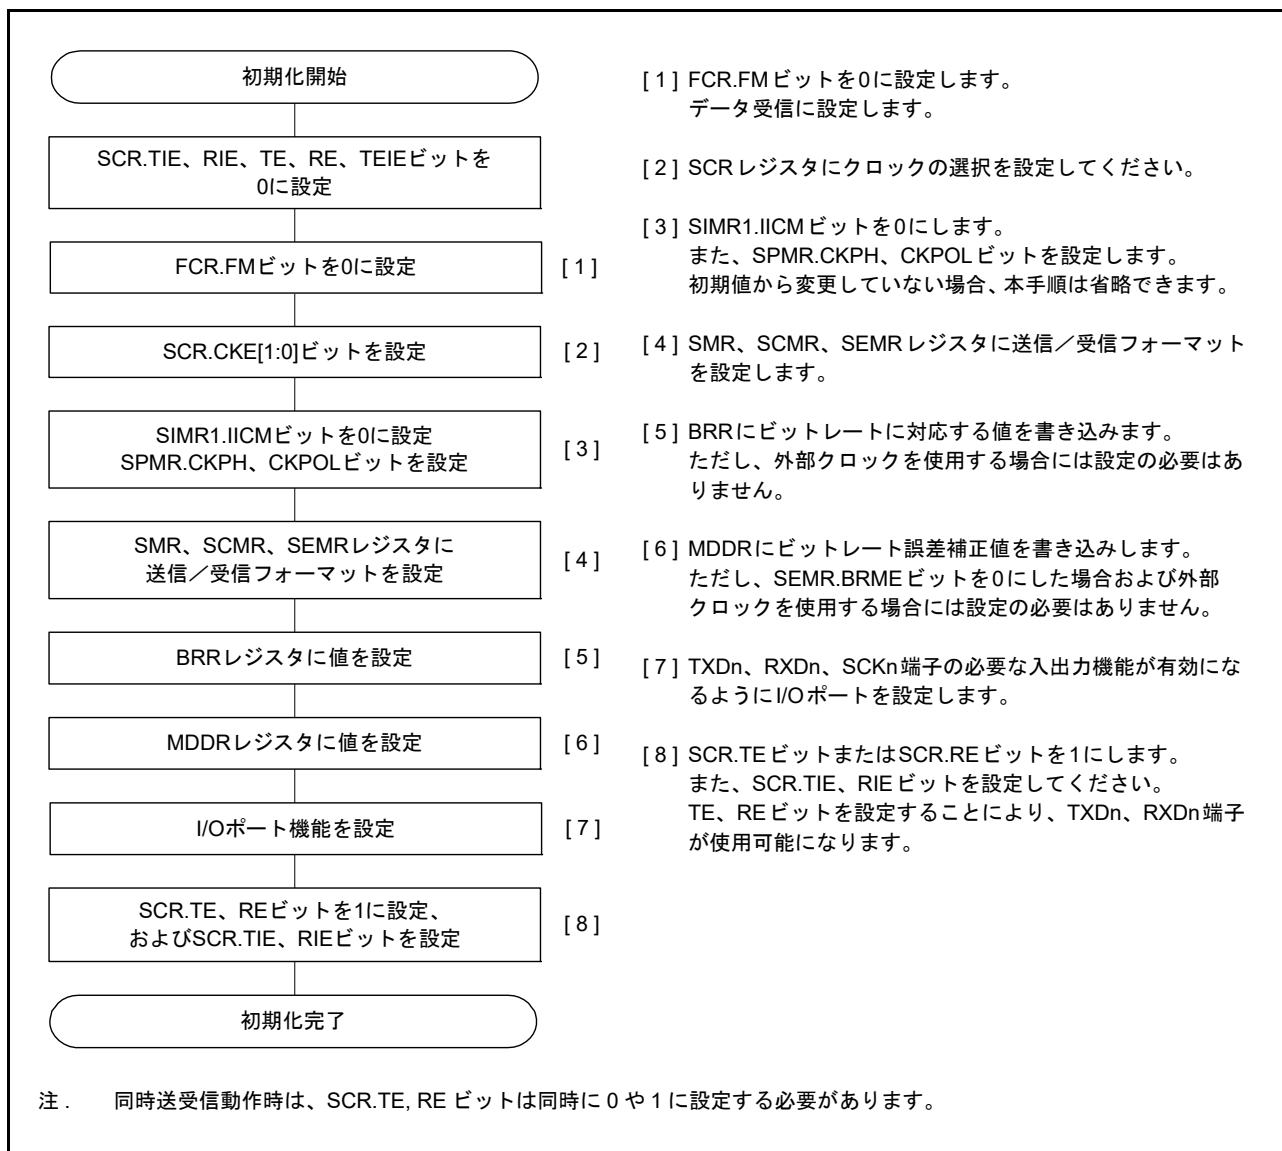 初期化開始
SCR.TIE、RIE、TE、RE、TEIEビットを
0に設定
FCR.FMビットを0に設定
[ 1 ]
SCR.CKE[1:0]ビットを設定
[ 2 ]
SIMR1.IICMビットを0に設定
SPMR.CKPH、CKPOLビットを設定
[ 3 ]
SMR、SCMR、SEMRレジスタに
送信/受信フォーマットを設定
[ 4 ]
BRRレジスタに値を設定
[ 5 ]
MDDRレジスタに値を設定
[ 6 ]
I/Oポート機能を設定
[ 7 ]
SCR.TE、REビットを1に設定、
およびSCR.TIE、RIEビットを設定
[ 8 ]
初期化完了
[ 1 ] FCR.FMビットを0に設定します。
データ受信に設定します。
[ 2 ] SCRレジスタにクロックの選択を設定してください。
[ 3 ] SIMR1.IICMビットを0にします。
また、SPMR.CKPH、CKPOLビットを設定します。
初期値から変更していない場合、本手順は省略できます。
[ 4 ] SMR、SCMR、SEMRレジスタに送信/受信フォーマット
を設定します。
[ 5 ] BRRにビットレートに対応する値を書き込みます。
ただし、外部クロックを使用する場合には設定の必要はあ
りません。
[ 6 ] MDDRにビットレート誤差補正値を書き込みします。
ただし、SEMR.BRMEビットを0にした場合および外部
クロックを使用する場合には設定の必要はありません。
[ 7 ] TXDn、RXDn、SCKn端子の必要な入出力機能が有効にな
るようにI/Oポートを設定します。
[ 8 ] SCR.TEビットまたはSCR.REビットを1にします。
また、SCR.TIE、RIEビットを設定してください。
TE、REビットを設定することにより、TXDn、RXDn端子
が使用可能になります。
注 . 同時送受信動作時は、SCR.TE, RE ビットは同時に 0 や 1 に設定する必要があります。